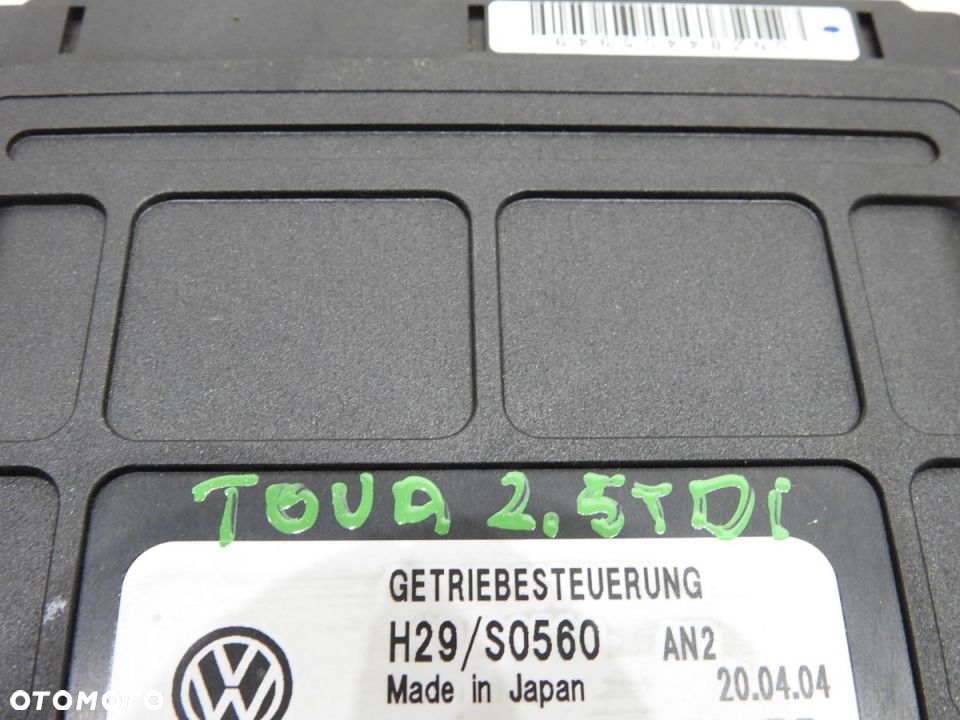 TOUA 2.5TDi
GETRIEBESTEUERUNG
H29/S0560 AN2
Made in Japan 20.04.04
OTOMOTO